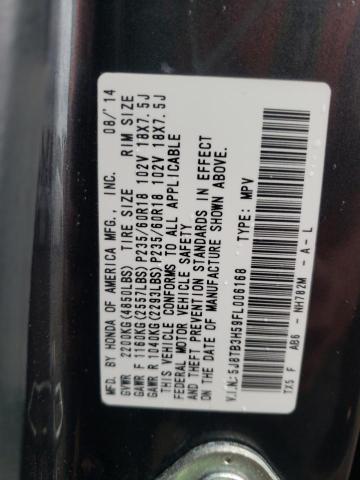 MFD. BY HONDA OF AMERICA MFG., INC. 08/'14
GVWR 2200KG(4850LBS) TIRE SIZE RIM SIZE
GAWR F 1160KG(2557LBS) P235/60R18 102V 18X7.5J
GAWR R 1040KG(2293LBS) P235/60R18 102V 18X7.5J
THIS VEHICLE CONFORMS TO ALL APPLICABLE
FEDERAL MOTOR VEHICLE SAFETY
AND THEFT PREVENTION STANDARDS IN EFFECT
ON THE DATE OF MANUFACTURE SHOWN ABOVE.
V.I.N.:5J8TB3H59FL006168 TYPE: MPV
TX5 F AB6 - NH782M - A - L